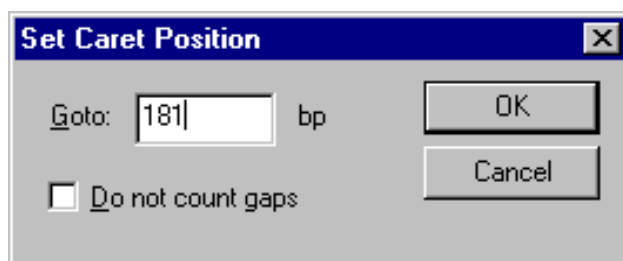 Set Caret Position
Goto: 181 bp
OK
Cancel
Do not count gaps